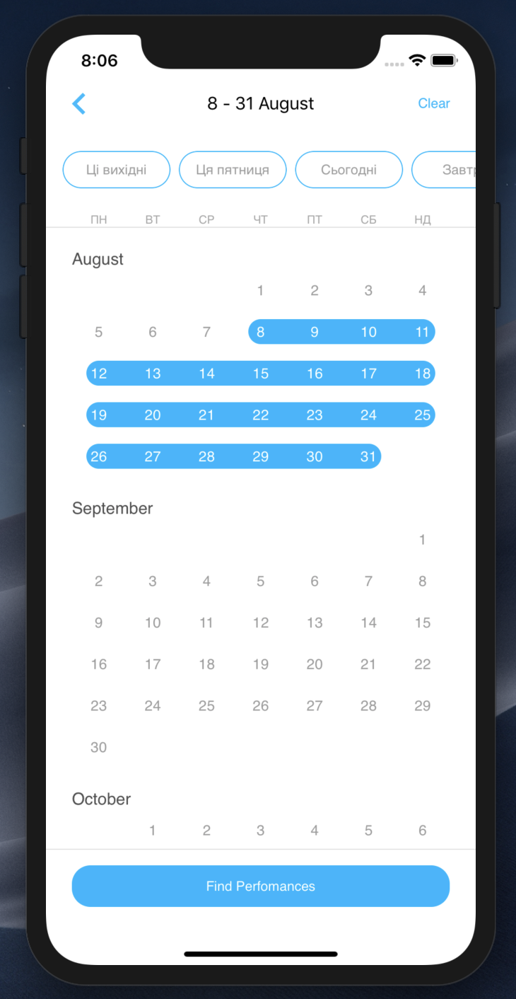 8:06
8 - 31 August Clear
Ці вихідні Ця пятниця Сьогодні Завт
ПН ВТ СР ЧТ ПТ СБ НД
August
1 2 3 4
5 6 7 8 9 10 11
12 13 14 15 16 17 18
19 20 21 22 23 24 25
26 27 28 29 30 31
September
1
2 3 4 5 6 7 8
9 10 11 12 13 14 15
16 17 18 19 20 21 22
23 24 25 26 27 28 29
30
October
1 2 3 4 5 6
Find Perfomances